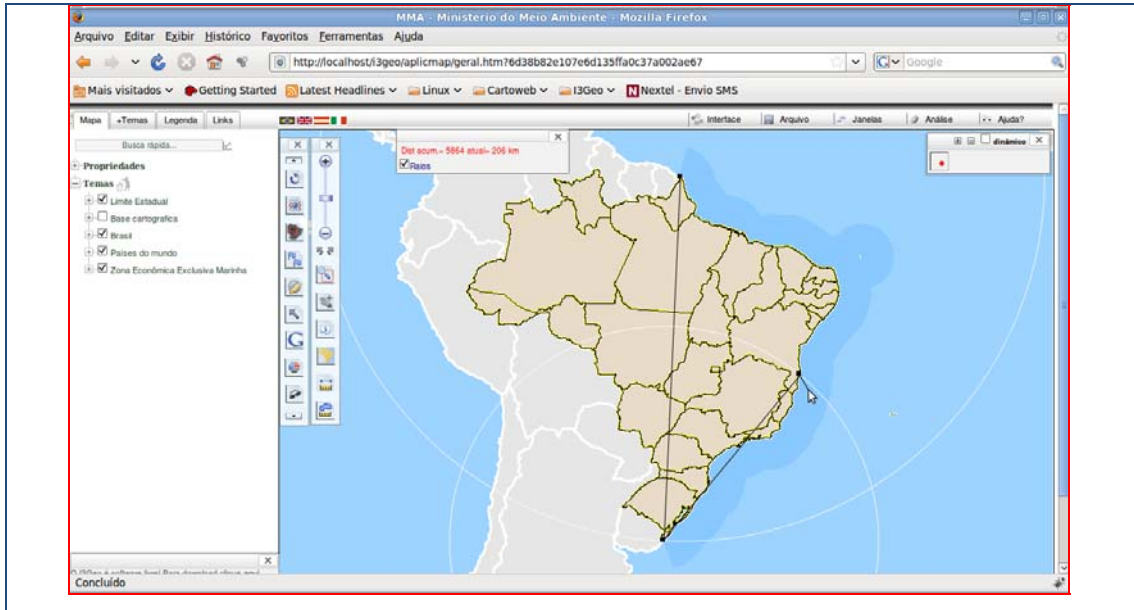 MMA - Ministerio do Meio Ambiente - Mozilla Firefox
Arquivo Editar Exibir Histórico Favoritos Ferramentas Ajuda
http://localhost/i3geo/aplicmap/geral.htm?6d38b82e107e6d135ffa0c37a002ae67
Google
Mais visitados Getting Started Latest Headlines Linux Cartoweb I3Geo Nextel - Envio SMS
Mapa +Temas Legenda Links Interface Arquivo Janelas Análise Ajuda?
Busca rápida...
Dist acum.= 5864 atual= 206 km
Raios
dinâmico
Propriedades
Temas
Limite Estadual
Base cartografica
Brasil
Paises do mundo
Zona Econômica Exclusiva Marinha
Concluído